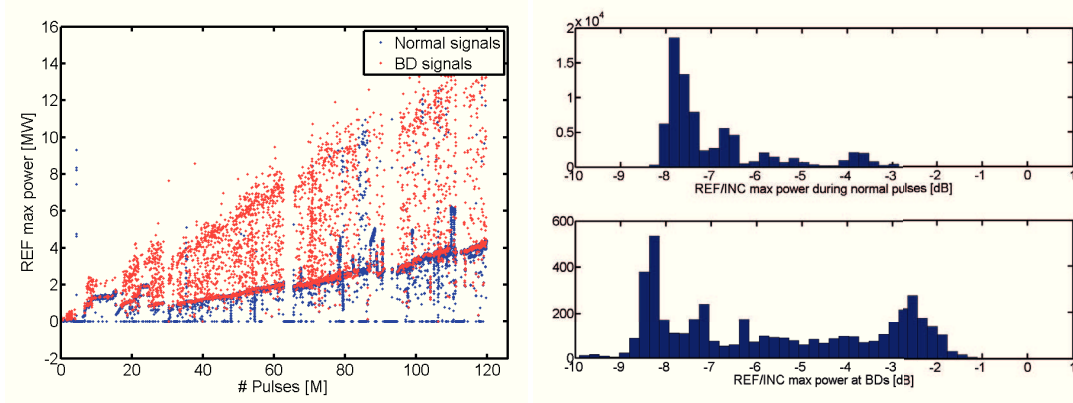 16
14
12
10
8
6
4
2
0
-2
REF max power [MW]
Normal signals
BD signals
0 20 40 60 80 100 120
# Pulses [M]
2 x 10^4
1.5
1
0.5
0
-10 -9 -8 -7 -6 -5 -4 -3 -2 -1 0 1
REF/INC max power during normal pulses [dB]
600
400
200
0
-10 -9 -8 -7 -6 -5 -4 -3 -2 -1 0 1
REF/INC max power at BDs [dB]